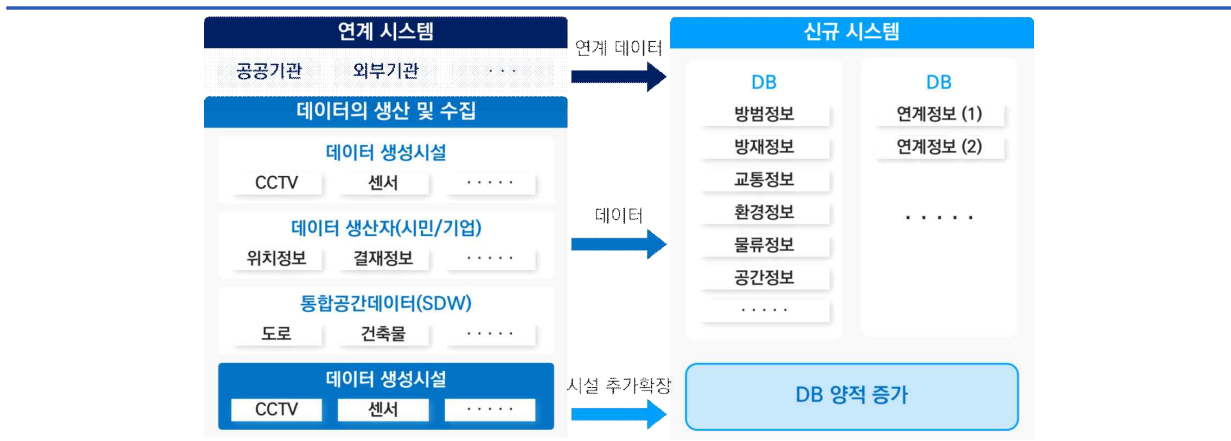 연계 시스템
공공기관 외부기관 · · ·
데이터의 생산 및 수집
데이터 생성시설
CCTV 센서 · · · · ·
데이터 생산자(시민/기업)
위치정보 결재정보 · · · · ·
통합공간데이터(SDW)
도로 건축물 · · · · ·
데이터 생성시설
CCTV 센서 · · · · ·
연계 데이터
데이터
시설 추가확장
신규 시스템
DB
방범정보
방재정보
교통정보
환경정보
물류정보
공간정보
· · · · ·
DB
연계정보 (1)
연계정보 (2)
· · · · ·
DB 양적 증가